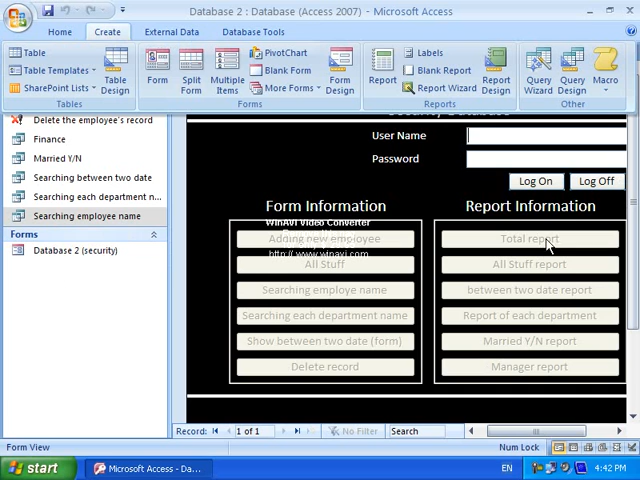 Database 2 : Database (Access 2007) - Microsoft Access
Home
Create
External Data
Database Tools
Table
Table Templates
SharePoint Lists
Table
Design
Tables
Form
Split
Form
Multiple
Items
PivotChart
Blank Form
More Forms
Form
Design
Forms
Report
Labels
Blank Report
Report Wizard
Report
Design
Reports
Query
Wizard
Query
Design
Macro
Other
Delete the employee's record
Finance
Married Y/N
Searching between two date
Searching each department n...
Searching employee name
Forms
Database 2 (security)
Security Database
User Name
Password
Log On
Log Off
Form Information
Report Information
WinAVI Video Converter
Adding new employee
http://www.winavi.com
All Stuff
Searching employe name
Searching each department name
Show between two date (form)
Delete record
Total report
All Stuff report
between two date report
Report of each department
Married Y/N report
Manager report
Record:
1 of 1
No Filter
Search
Form View
Num Lock
start
Microsoft Access - Da...
EN
4:42 PM